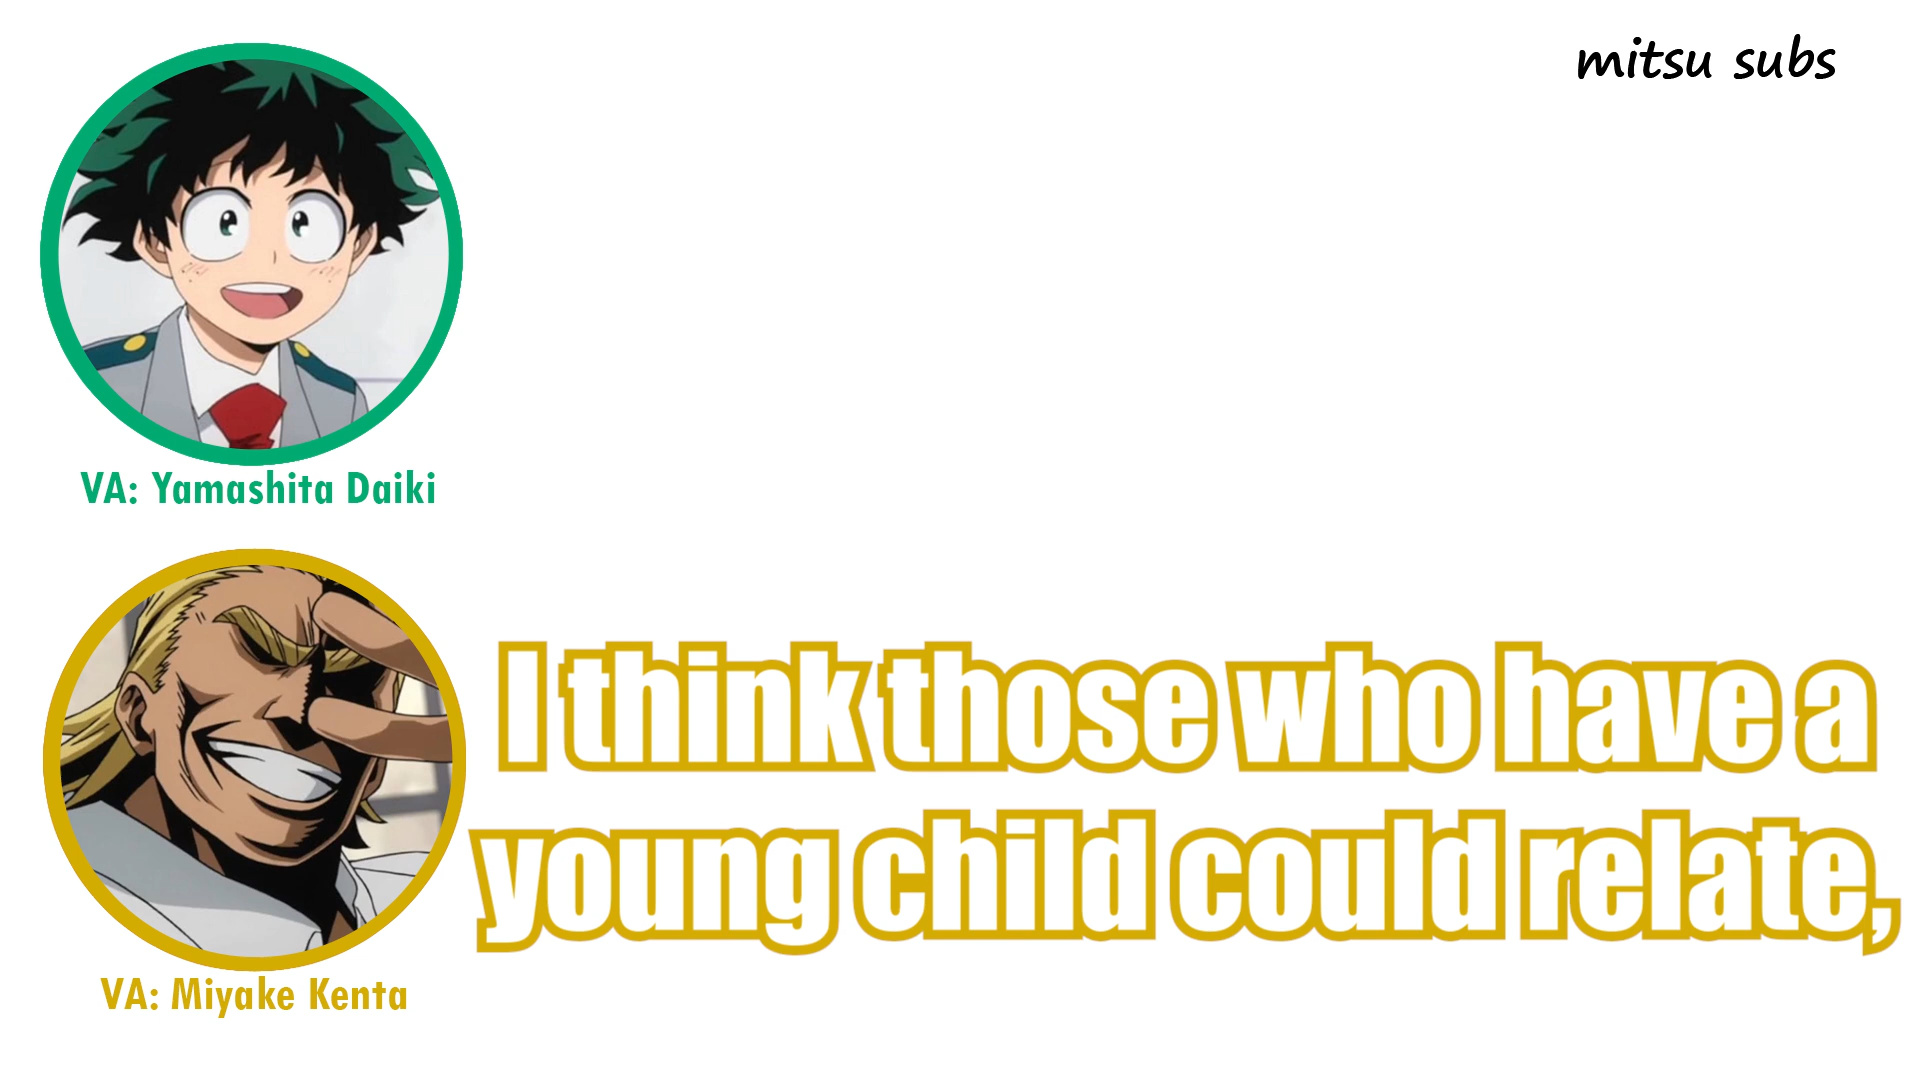 mitsu subs
VA: Yamashita Daiki
I think those who have a
young child could relate,
VA: Miyake Kenta